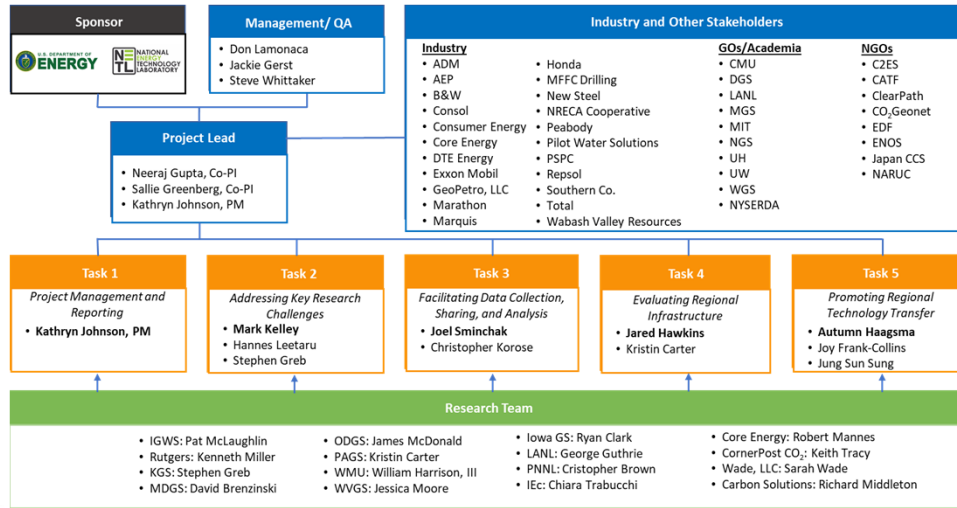 Sponsor
U.S. DEPARTMENT OF
ENERGY
NETL
NATIONAL
ENERGY
TECHNOLOGY
LABORATORY
Management/ QA
• Don Lamonaca
• Jackie Gerst
• Steve Whittaker
Industry and Other Stakeholders
Industry
• ADM
• AEP
• B&W
• Consol
• Consumer Energy
• Core Energy
• DTE Energy
• Exxon Mobil
• GeoPetro, LLC
• Marathon
• Marquis
• Honda
• MFFC Drilling
• New Steel
• NRECA Cooperative
• Peabody
• Pilot Water Solutions
• PSPC
• Repsol
• Southern Co.
• Total
• Wabash Valley Resources
GOs/Academia
• CMU
• DGS
• LANL
• MGS
• MIT
• NGS
• UH
• UW
• WGS
• NYSERDA
NGOs
• C2ES
• CATF
• ClearPath
• CO₂Geonet
• EDF
• ENOS
• Japan CCS
• NARUC
Project Lead
• Neeraj Gupta, Co-PI
• Sallie Greenberg, Co-PI
• Kathryn Johnson, PM
Task 1
Project Management and
Reporting
• Kathryn Johnson, PM
Task 2
Addressing Key Research
Challenges
• Mark Kelley
• Hannes Leetaru
• Stephen Greb
Task 3
Facilitating Data Collection,
Sharing, and Analysis
• Joel Sminchak
• Christopher Korose
Task 4
Evaluating Regional
Infrastructure
• Jared Hawkins
• Kristin Carter
Task 5
Promoting Regional
Technology Transfer
• Autumn Haagsma
• Joy Frank-Collins
• Jung Sun Sung
Research Team
• IGWS: Pat McLaughlin
• Rutgers: Kenneth Miller
• KGS: Stephen Greb
• MDGS: David Brenzinski
• ODGS: James McDonald
• PAGS: Kristin Carter
• WMU: William Harrison, III
• WVGS: Jessica Moore
• Iowa GS: Ryan Clark
• LANL: George Guthrie
• PNNL: Cristopher Brown
• IEc: Chiara Trabucchi
• Core Energy: Robert Mannes
• CornerPost CO₂: Keith Tracy
• Wade, LLC: Sarah Wade
• Carbon Solutions: Richard Middleton